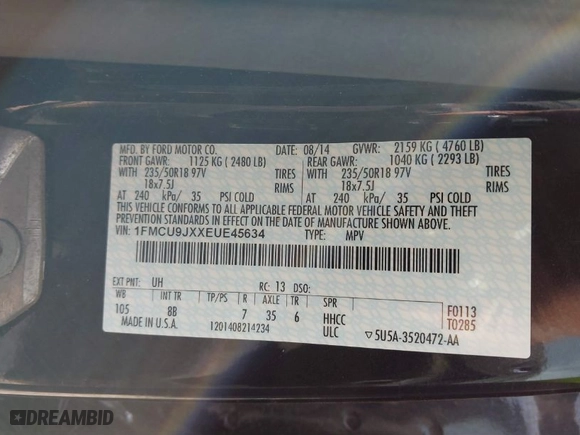 MFD. BY FORD MOTOR CO. DATE: 08/14 GVWR: 2159 KG ( 4760 LB)
FRONT GAWR: 1125 KG ( 2480 LB) REAR GAWR: 1040 KG ( 2293 LB)
WITH 235/50R18 97V TIRES WITH 235/50R18 97V TIRES
18x7.5J RIMS 18x7.5J RIMS
AT 240 kPa/ 35 PSI COLD AT 240 kPa/ 35 PSI COLD
THIS VEHICLE CONFORMS TO ALL APPLICABLE FEDERAL MOTOR VEHICLE SAFETY AND THEFT
PREVENTION STANDARDS IN EFFECT ON THE DATE OF MANUFACTURE SHOWN ABOVE.
VIN: 1FMCU9JXXEUE45634 TYPE: MPV
EXT PNT: UH RC: 13 DSO:
WB INT TR TP/PS R AXLE TR SPR F0113
105 8B 7 35 6 HHCC T0285
MADE IN U.S.A. 1201408214234 ULC ▽5U5A-3520472-AA
DREAMBID